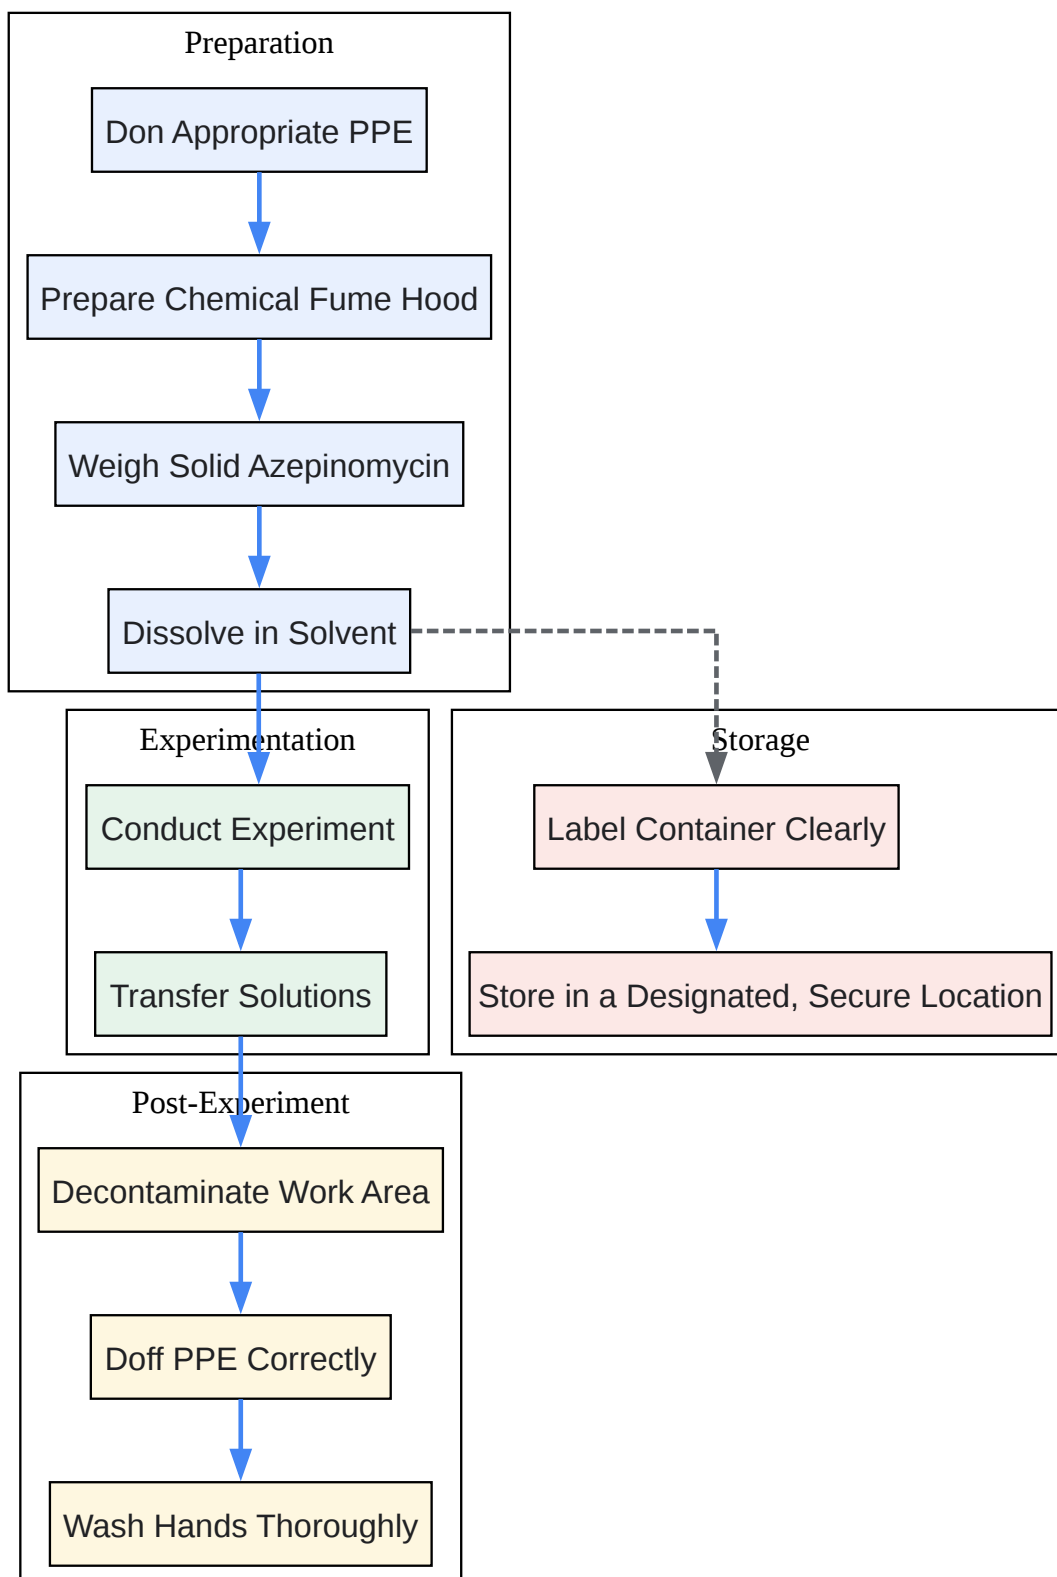 Preparation
Don Appropriate PPE
Prepare Chemical Fume Hood
Weigh Solid Azepinomycin
Dissolve in Solvent
Experimentation
Conduct Experiment
Transfer Solutions
Storage
Label Container Clearly
Store in a Designated, Secure Location
Post-Experiment
Decontaminate Work Area
Doff PPE Correctly
Wash Hands Thoroughly